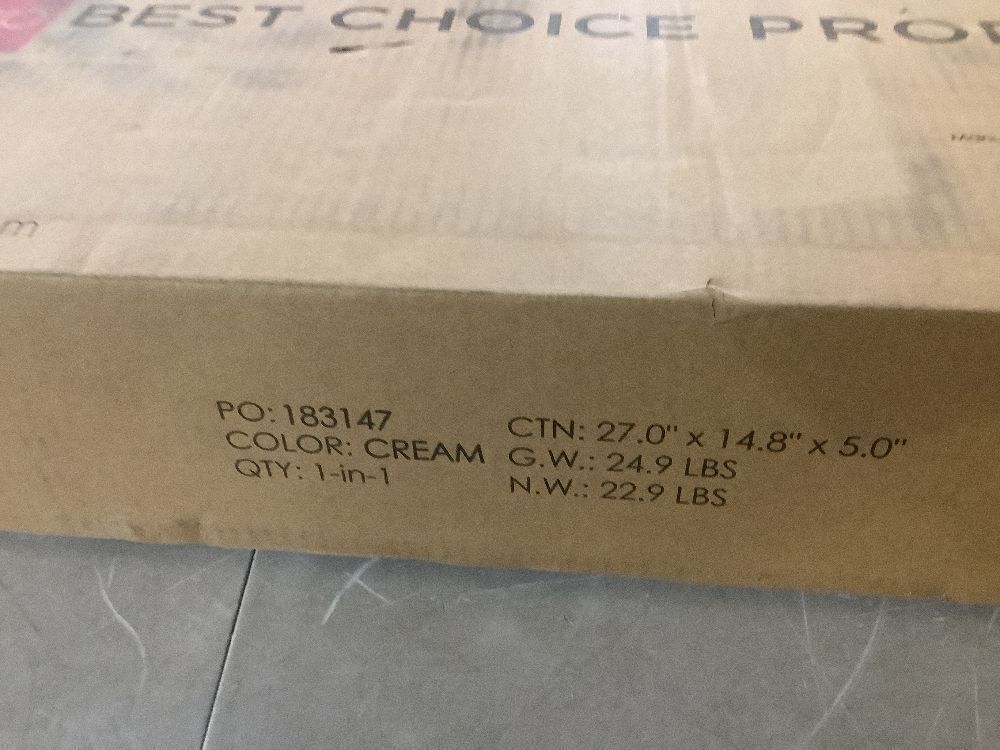 BEST CHOICE PROD
m
PO: 183147
COLOR: CREAM
QTY: 1-in-1
CTN: 27.0" x 14.8" x 5.0"
G.W.: 24.9 LBS
N.W.: 22.9 LBS